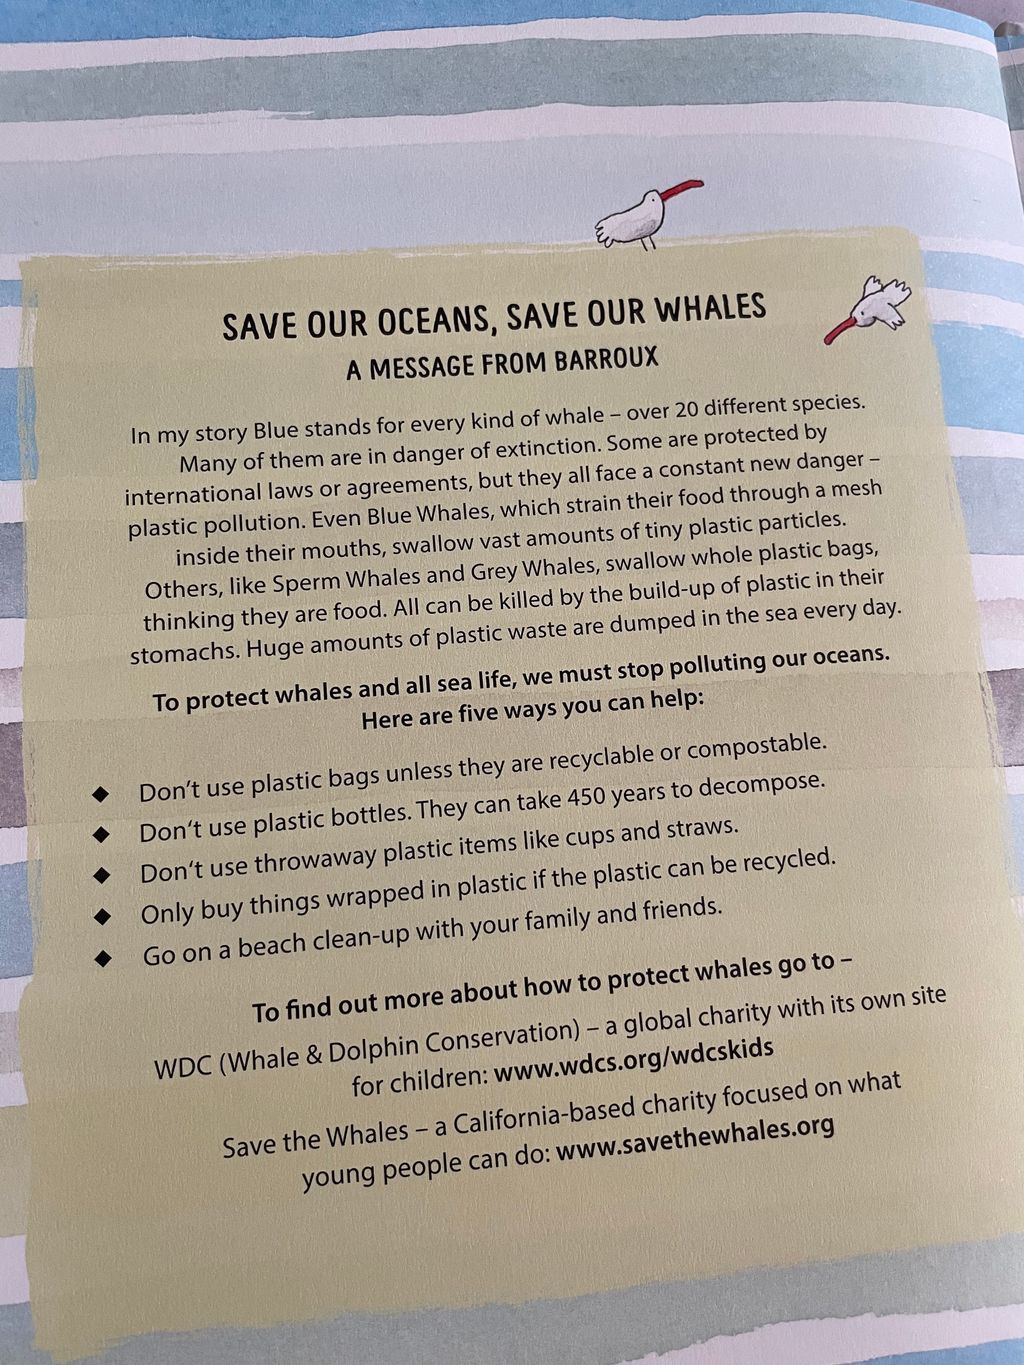 SAVE OUR OCEANS, SAVE OUR WHALES
A MESSAGE FROM BARROUX
In my story Blue stands for every kind of whale – over 20 different species.
Many of them are in danger of extinction. Some are protected by
international laws or agreements, but they all face a constant new danger –
plastic pollution. Even Blue Whales, which strain their food through a mesh
inside their mouths, swallow vast amounts of tiny plastic particles.
Others, like Sperm Whales and Grey Whales, swallow whole plastic bags,
thinking they are food. All can be killed by the build-up of plastic in their
stomachs. Huge amounts of plastic waste are dumped in the sea every day.
To protect whales and all sea life, we must stop polluting our oceans.
Here are five ways you can help:
◆ Don't use plastic bags unless they are recyclable or compostable.
◆ Don't use plastic bottles. They can take 450 years to decompose.
◆ Don't use throwaway plastic items like cups and straws.
◆ Only buy things wrapped in plastic if the plastic can be recycled.
◆ Go on a beach clean-up with your family and friends.
To find out more about how to protect whales go to –
WDC (Whale & Dolphin Conservation) – a global charity with its own site
for children: www.wdcs.org/wdcskids
Save the Whales – a California-based charity focused on what
young people can do: www.savethewhales.org